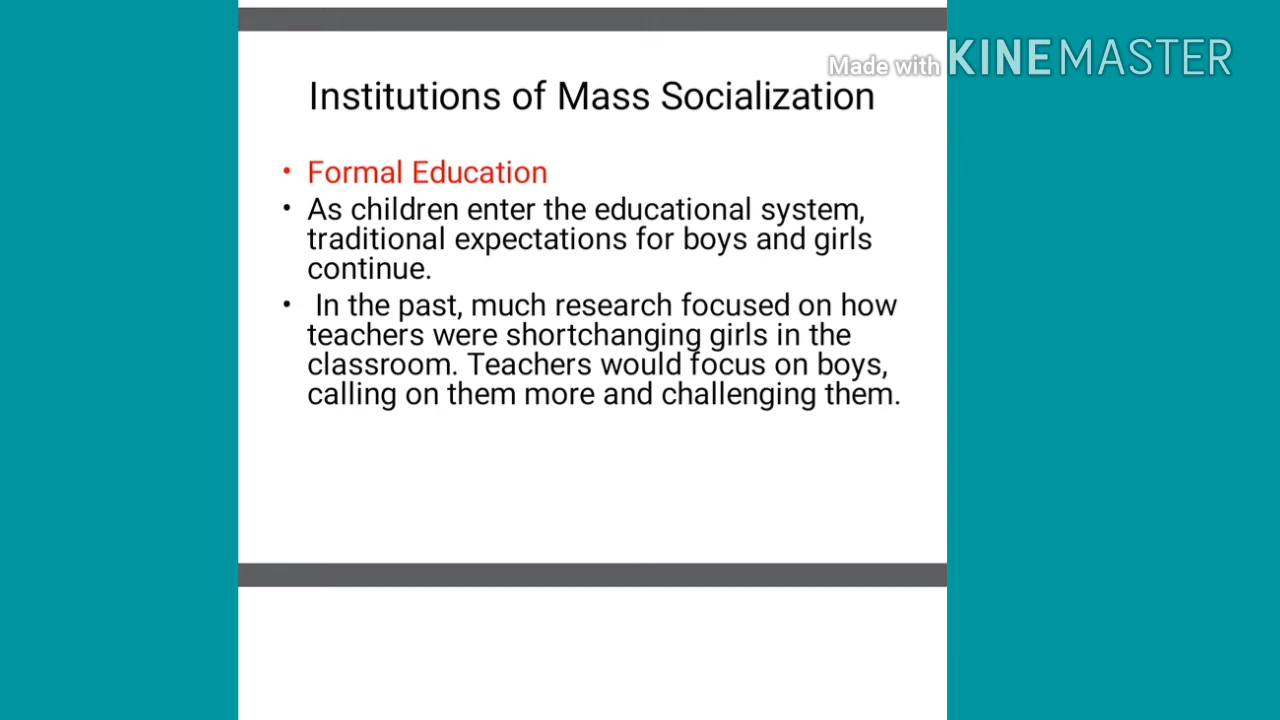 Made with KINEMASTER
Institutions of Mass Socialization
• Formal Education
• As children enter the educational system,
traditional expectations for boys and girls
continue.
• In the past, much research focused on how
teachers were shortchanging girls in the
classroom. Teachers would focus on boys,
calling on them more and challenging them.